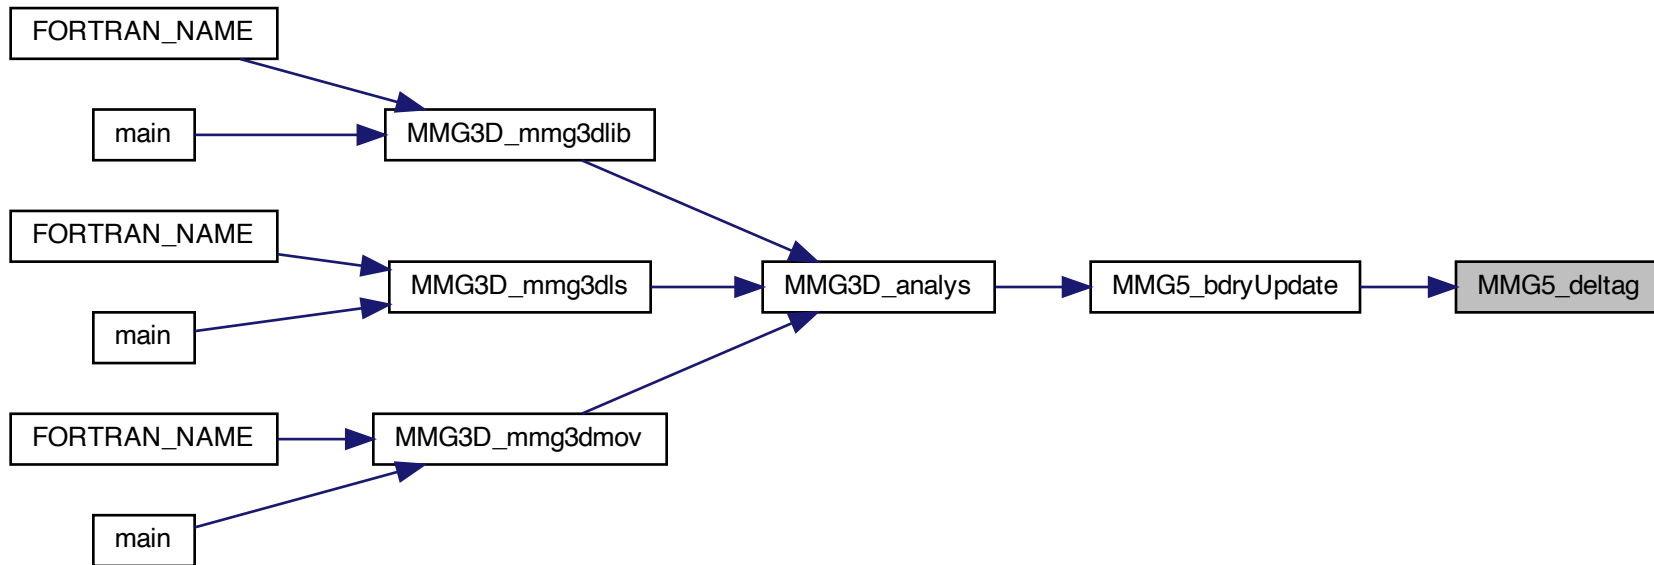 FORTRAN_NAME
main
MMG3D_mmg3dlib
FORTRAN_NAME
main
MMG3D_mmg3dls
MMG3D_analys
MMG5_bdryUpdate
MMG5_deltag
FORTRAN_NAME
main
MMG3D_mmg3dmov